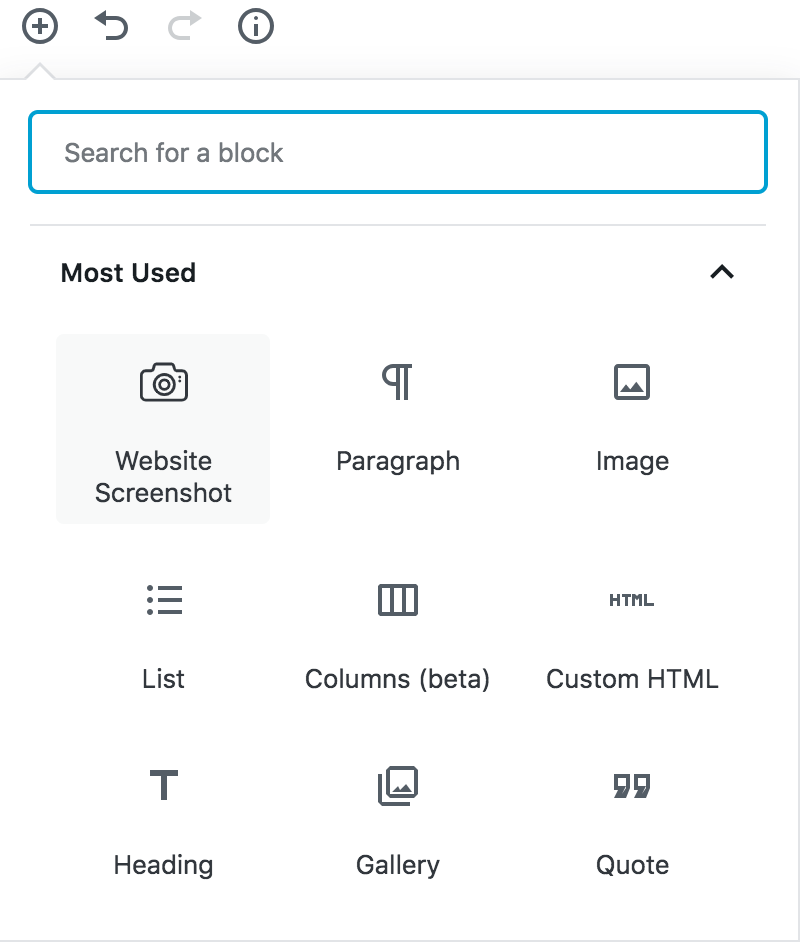 Search for a block
Most Used
Website
Screenshot
Paragraph
Image
List
HTML
Columns (beta)
Custom HTML
Heading
Gallery
Quote